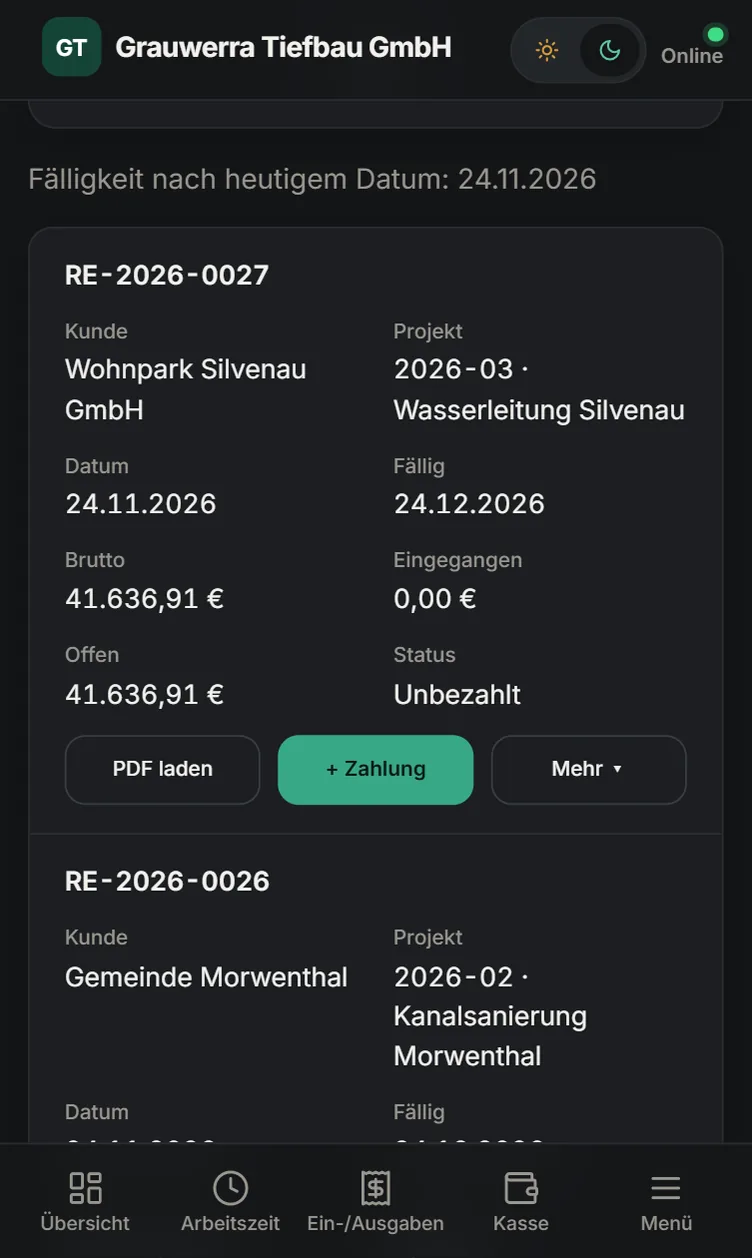 GT Grauwerra Tiefbau GmbH
Online
Fälligkeit nach heutigem Datum: 24.11.2026
RE-2026-0027
Kunde
Wohnpark Silvenau
GmbH
Projekt
2026-03 ·
Wasserleitung Silvenau
Datum
24.11.2026
Fällig
24.12.2026
Brutto
41.636,91 €
Eingegangen
0,00 €
Offen
41.636,91 €
Status
Unbezahlt
PDF laden
+ Zahlung
Mehr ▾
RE-2026-0026
Kunde
Gemeinde Morwenthal
Projekt
2026-02 ·
Kanalsanierung
Morwenthal
Datum
Fällig
Übersicht
Arbeitszeit
Ein-/Ausgaben
Kasse
Menü